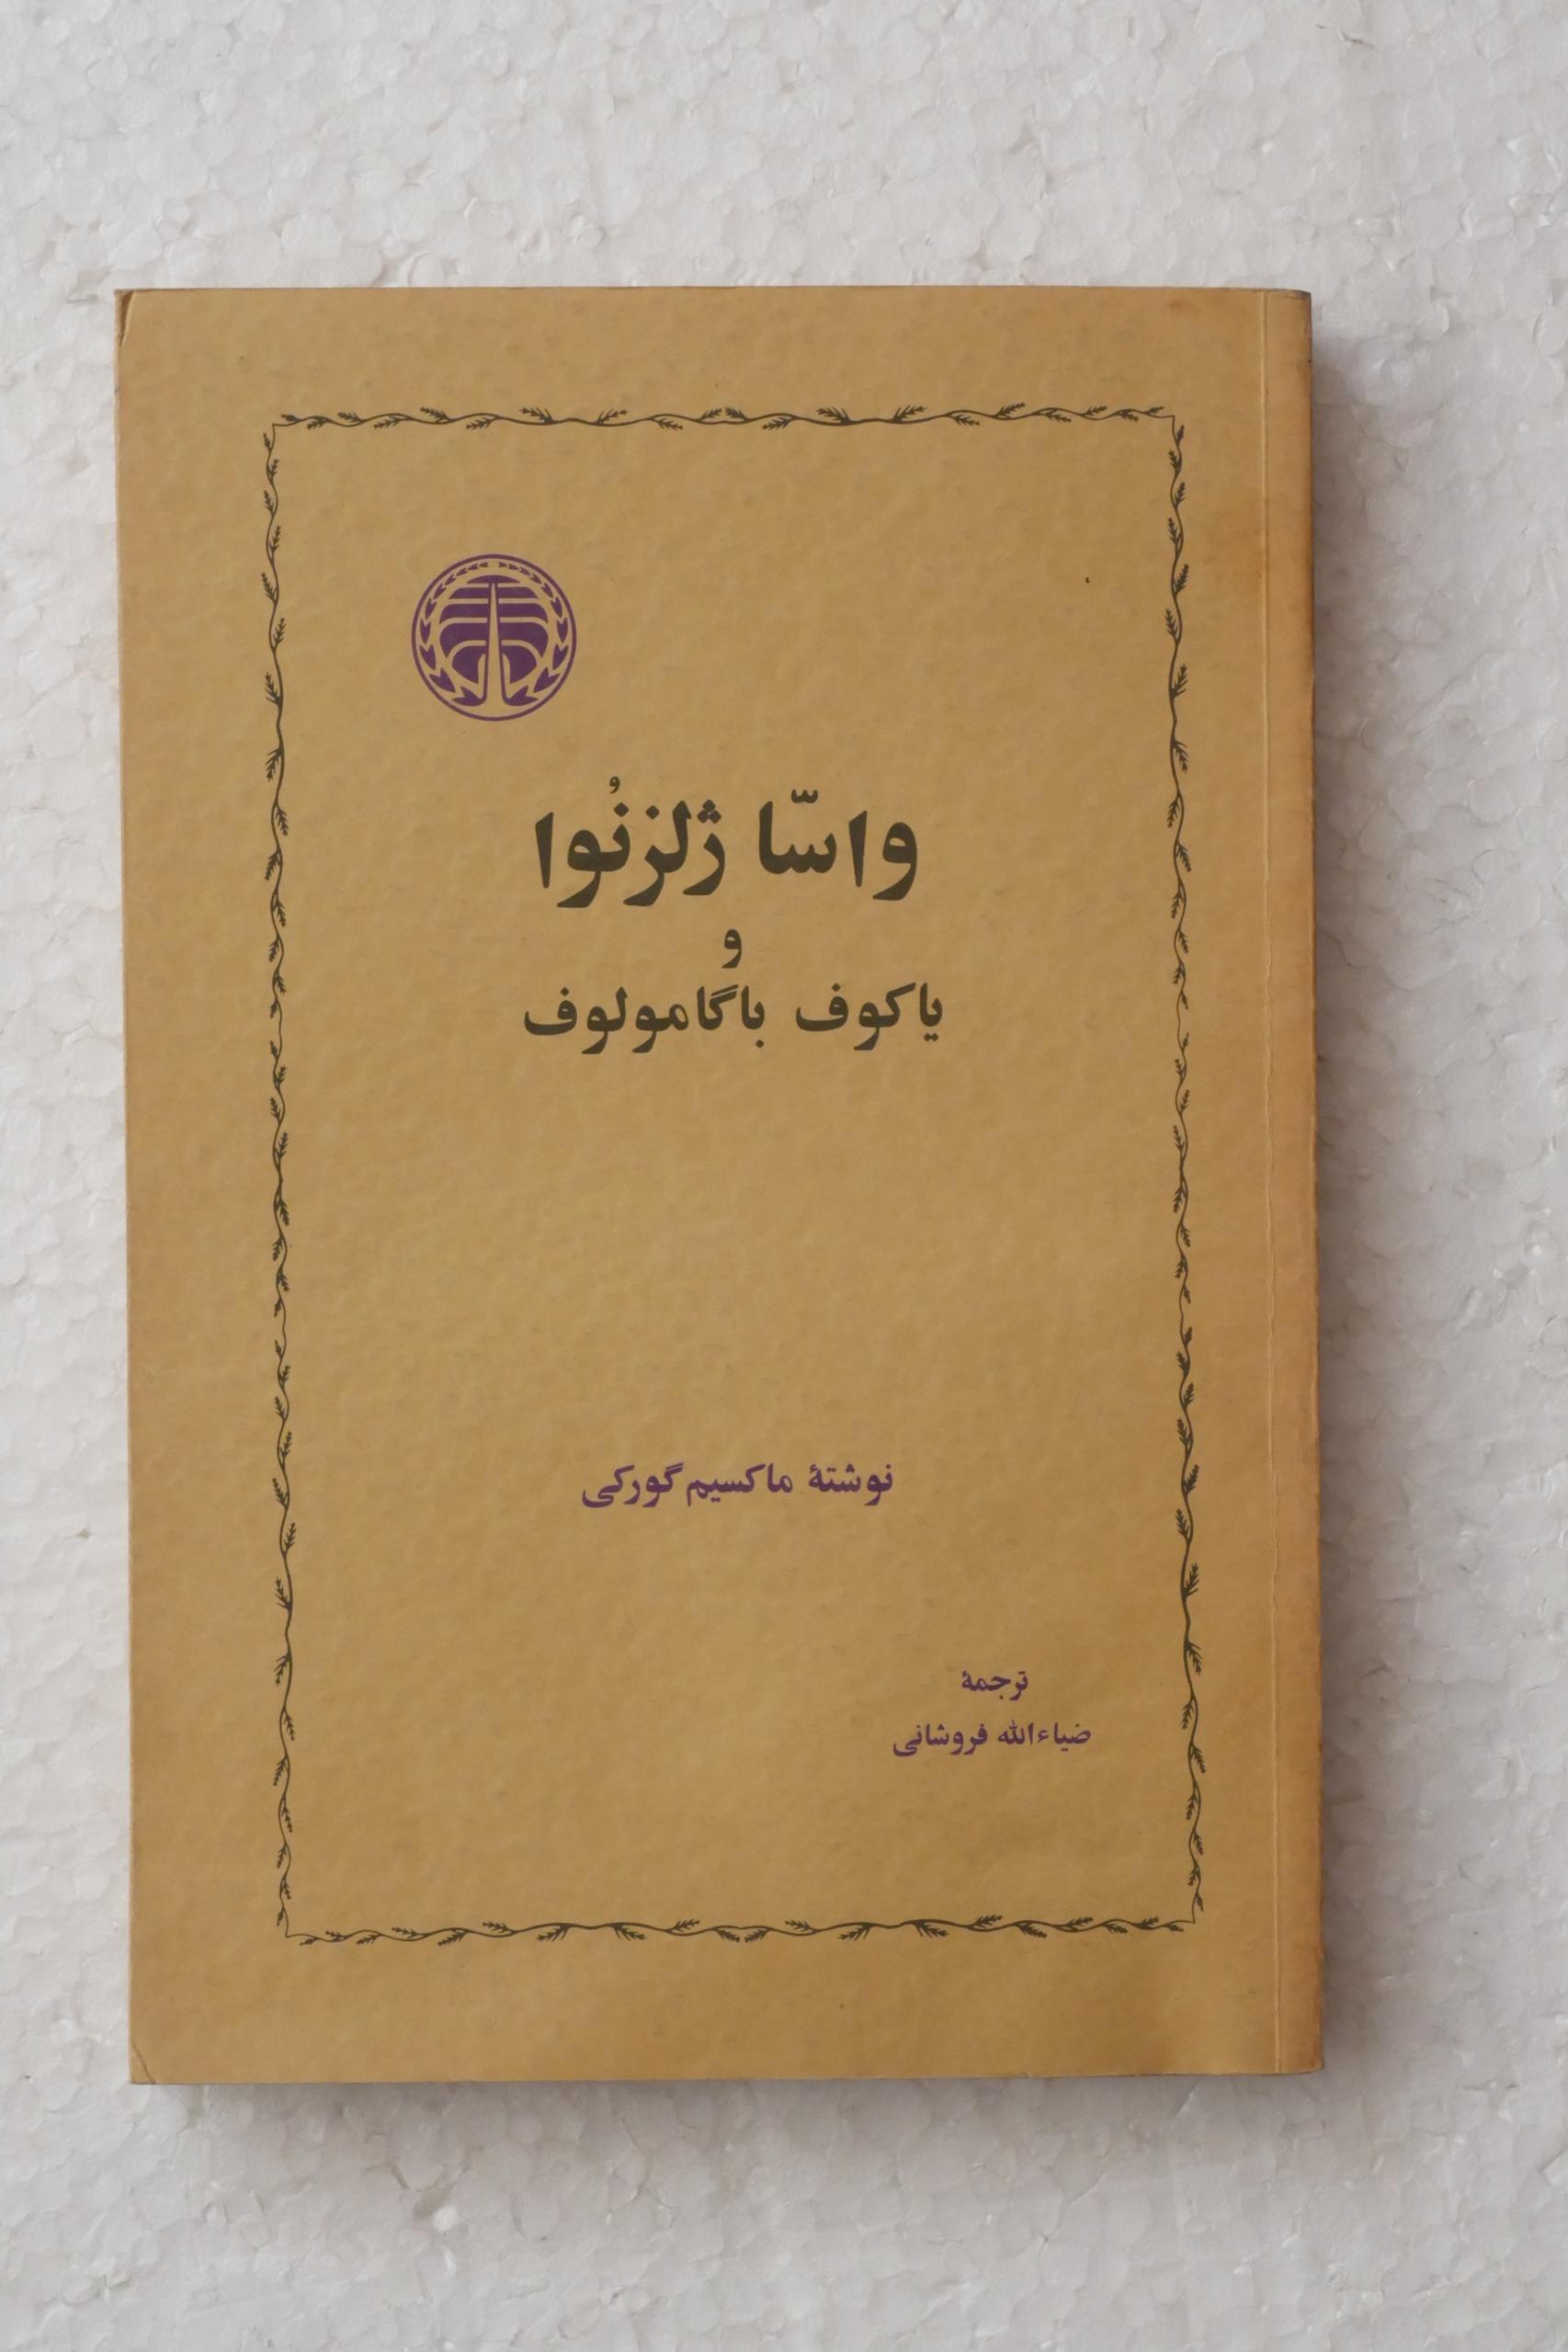 واسّا ژلزنُوا
و
یاکوف باگامولوف
نوشتهٔ ماکسیم گورکی
ترجمهٔ
ضیاءالله فروشانی